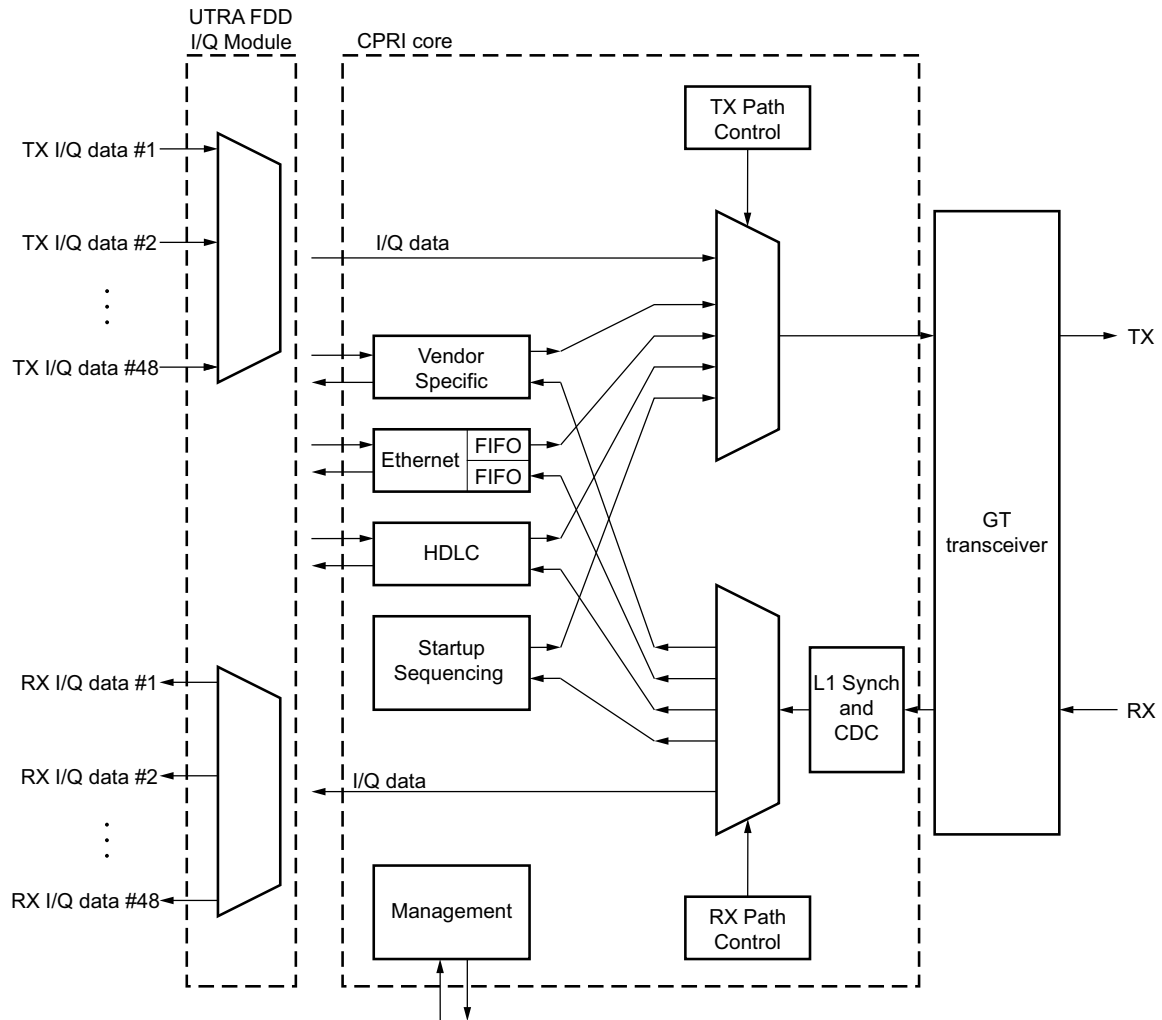 UTRA FDD
I/Q Module
CPRI core
TX Path
Control
TX I/Q data #1
TX I/Q data #2
TX I/Q data #48
I/Q data
Vendor
Specific
TX
Ethernet
FIFO
FIFO
HDLC
GT
transceiver
Startup
Sequencing
RX I/Q data #1
L1 Synch
and
CDC
RX
RX I/Q data #2
I/Q data
RX I/Q data #48
Management
RX Path
Control